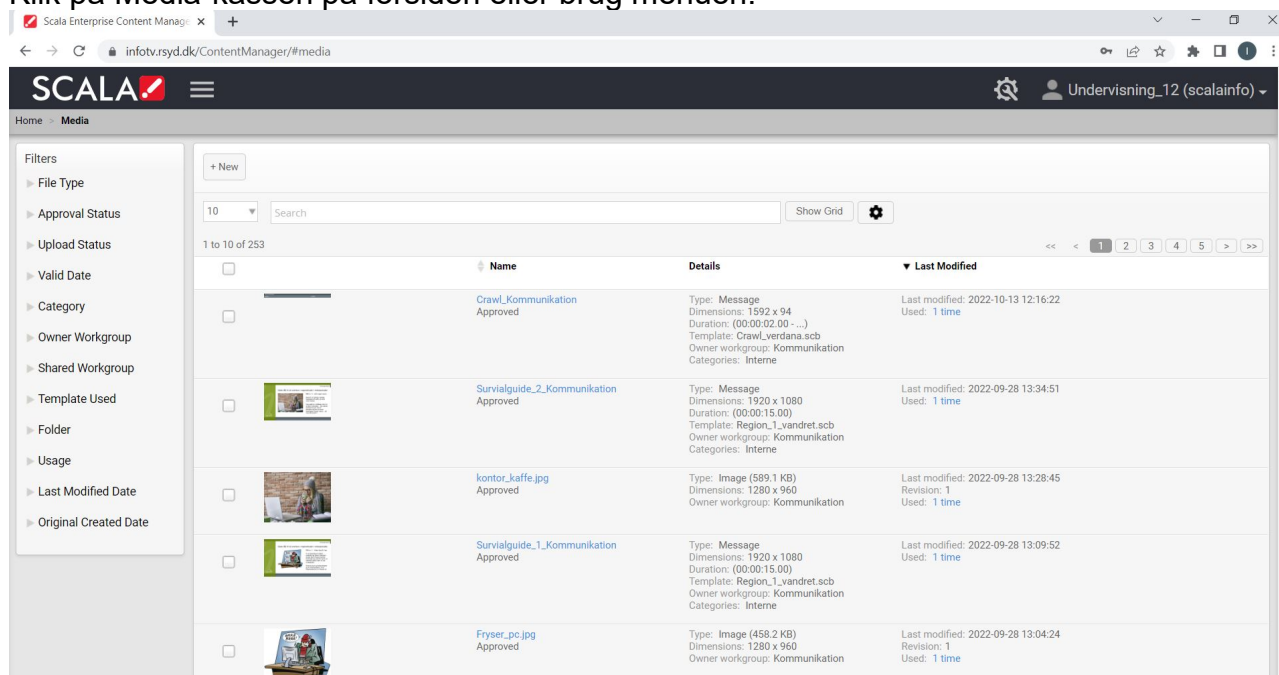 Klik på Media-kassen på forsiden eller brug menuen.
Scala Enterprise Content Manage
infotv.rsyd.dk/ContentManager/#media
SCALA
Undervisning_12 (scalainfo)
Home > Media
Filters
File Type
Approval Status
Upload Status
Valid Date
Category
Owner Workgroup
Shared Workgroup
Template Used
Folder
Usage
Last Modified Date
Original Created Date
+ New
10 Search Show Grid
1 to 10 of 253 << < 1 2 3 4 5 > >>
Name Details Last Modified
Crawl_Kommunikation
Approved
Type: Message
Dimensions: 1592 x 94
Duration: (00:00:02.00 - ...)
Template: Crawl_verdana.scb
Owner workgroup: Kommunikation
Categories: Interne
Last modified: 2022-10-13 12:16:22
Used: 1 time
Survialguide_2_Kommunikation
Approved
Type: Message
Dimensions: 1920 x 1080
Duration: (00:00:15.00)
Template: Region_1_vandret.scb
Owner workgroup: Kommunikation
Categories: Interne
Last modified: 2022-09-28 13:34:51
Used: 1 time
kontor_kaffe.jpg
Approved
Type: Image (589.1 KB)
Dimensions: 1280 x 960
Owner workgroup: Kommunikation
Last modified: 2022-09-28 13:28:45
Revision: 1
Used: 1 time
Survialguide_1_Kommunikation
Approved
Type: Message
Dimensions: 1920 x 1080
Duration: (00:00:15.00)
Template: Region_1_vandret.scb
Owner workgroup: Kommunikation
Categories: Interne
Last modified: 2022-09-28 13:09:52
Used: 1 time
Fryser_pc.jpg
Approved
Type: Image (458.2 KB)
Dimensions: 1280 x 960
Owner workgroup: Kommunikation
Last modified: 2022-09-28 13:04:24
Revision: 1
Used: 1 time